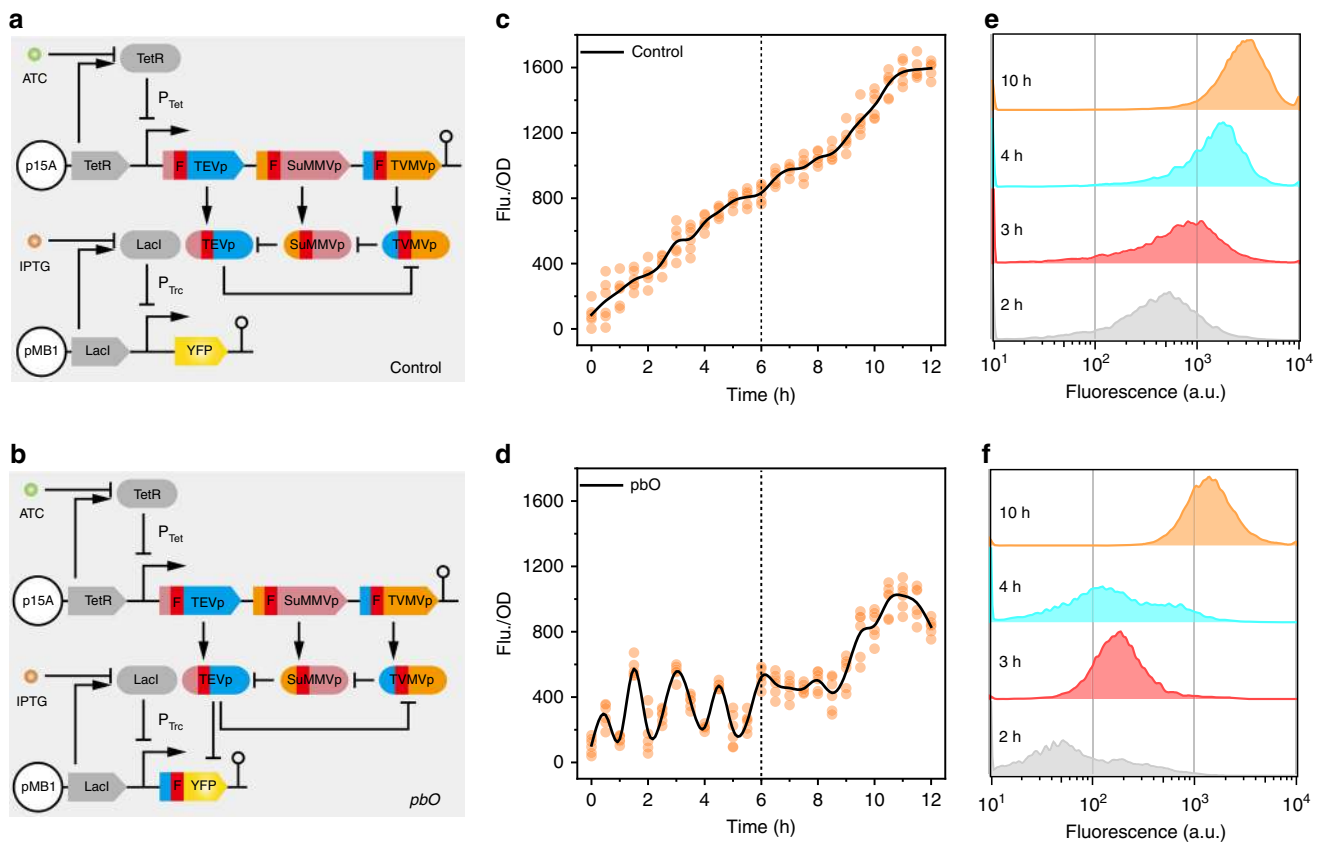 a
ATC
TetR
P_Tet
p15A
TetR
F
TEVp
F
SuMMVp
F
TVMVp
IPTG
LacI
TEVp
SuMMVp
TVMVp
P_Trc
pMB1
LacI
YFP
Control
b
ATC
TetR
P_Tet
p15A
TetR
F
TEVp
F
SuMMVp
F
TVMVp
IPTG
LacI
TEVp
SuMMVp
TVMVp
P_Trc
pMB1
LacI
F
YFP
pbO
c
Control
1600
1200
800
400
0
Flu./OD
0 2 4 6 8 10 12
Time (h)
d
pbO
1600
1200
800
400
0
Flu./OD
0 2 4 6 8 10 12
Time (h)
e
10 h
4 h
3 h
2 h
10^1 10^2 10^3 10^4
Fluorescence (a.u.)
f
10 h
4 h
3 h
2 h
10^1 10^2 10^3 10^4
Fluorescence (a.u.)